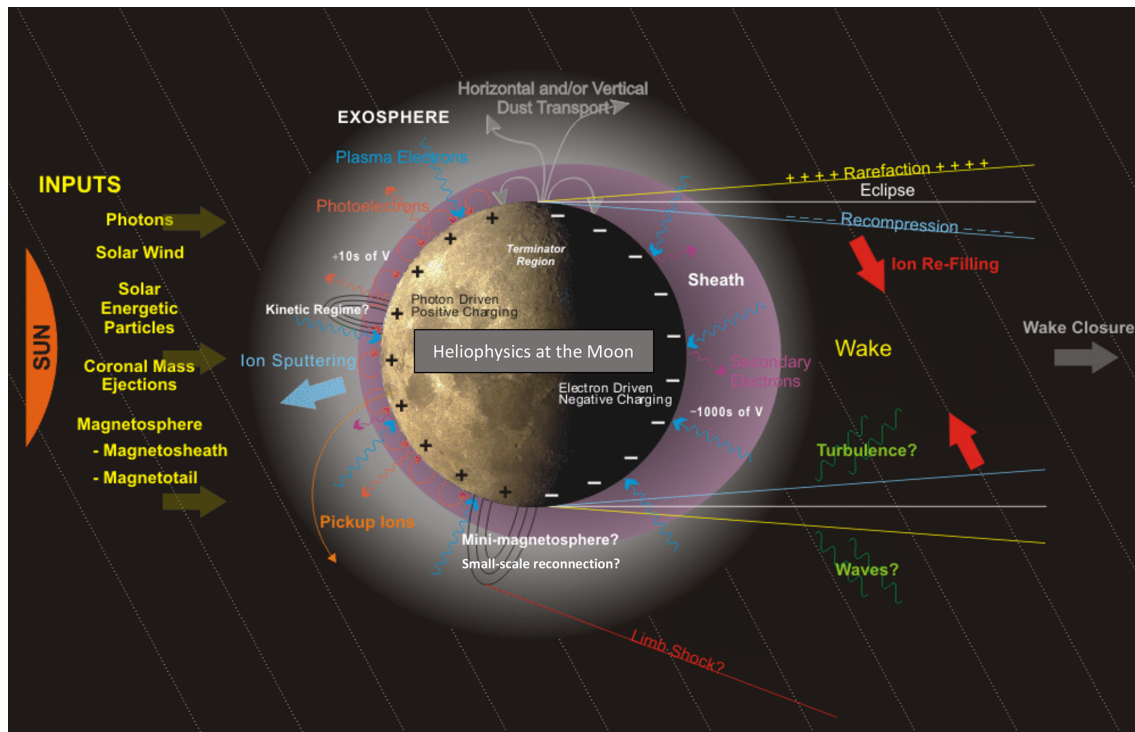 Horizontal and/or Vertical
Dust Transport
EXOSPHERE
Plasma Electrons
INPUTS
Photons
Solar Wind
Solar
Energetic
Particles
Coronal Mass
Ejections
Magnetosphere
- Magnetosheath
- Magnetotail
SUN
Photoelectrons
+10s of V
Kinetic Regime?
Ion Sputtering
Pickup Ions
Terminator
Region
Photon Driven
Positive Charging
Heliophysics at the Moon
Electron Driven
Negative Charging
Mini-magnetosphere?
Small-scale reconnection?
Sheath
Secondary
Electrons
−1000s of V
+ + + + Rarefaction + + + +
Eclipse
− − − − Recompression − − − −
Ion Re-Filling
Wake
Wake Closure
Turbulence?
Waves?
Limb-Shock?